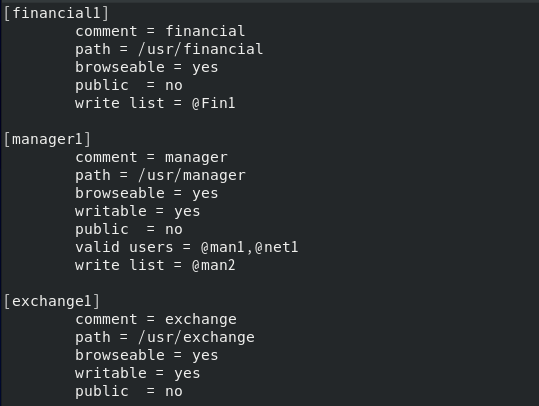 [financial1]
comment = financial
path = /usr/financial
browseable = yes
public  = no
write list = @Fin1
[manager1]
comment = manager
path = /usr/manager
browseable = yes
writable = yes
public  = no
valid users = @man1,@net1
write list = @man2
[exchange1]
comment = exchange
path = /usr/exchange
browseable = yes
writable = yes
public  = no